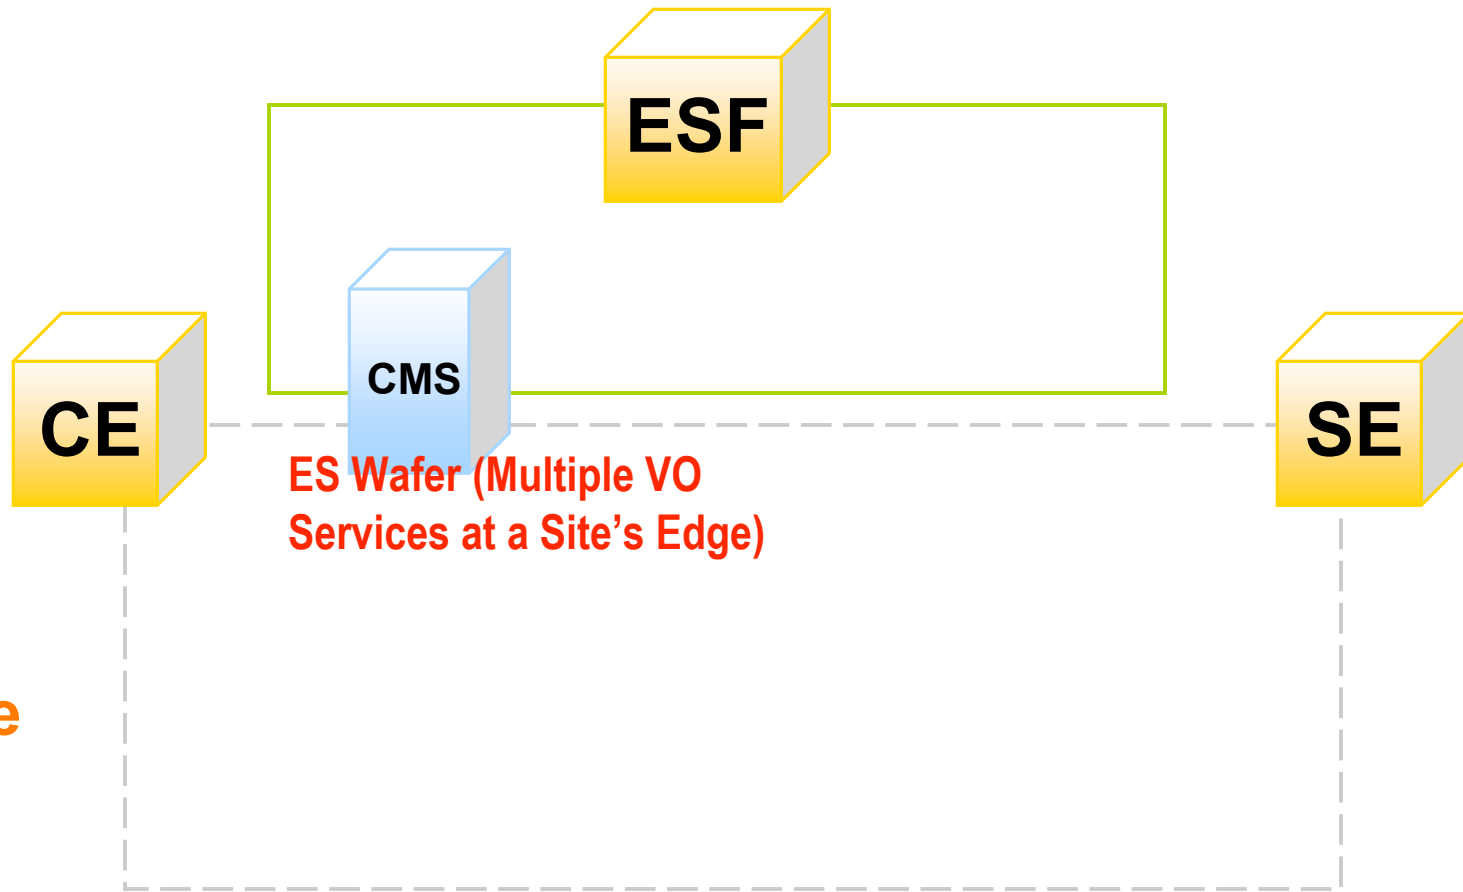 ESF
CMS
CE
SE
ES Wafer (Multiple VO
Services at a Site’s Edge)
e